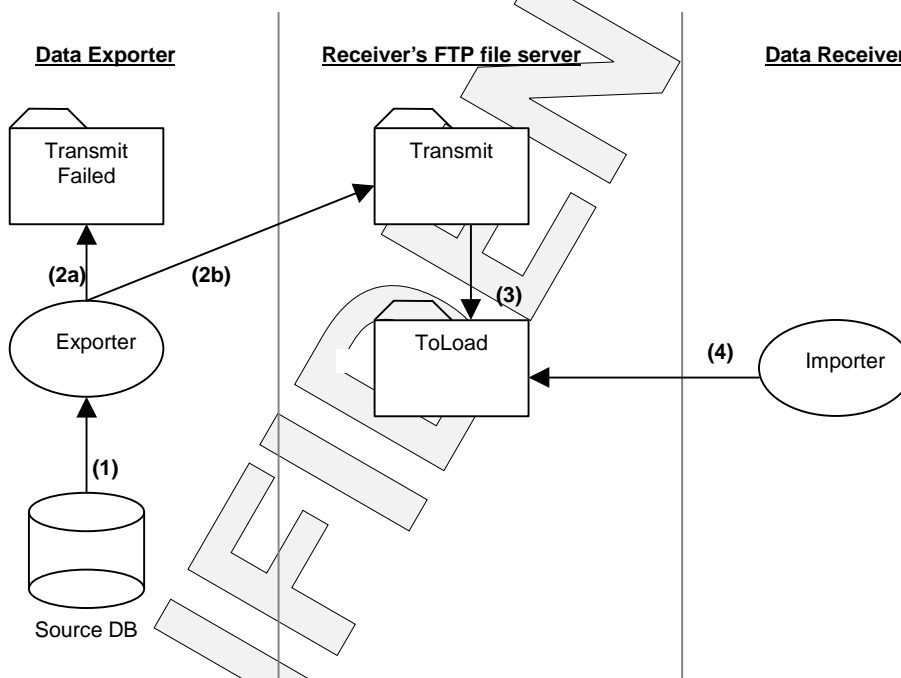 Data Exporter
Receiver's FTP file server
Data Receiver
Transmit
Failed
Transmit
(2a)
(2b)
(3)
Exporter
ToLoad
(4)
Importer
(1)
Source DB